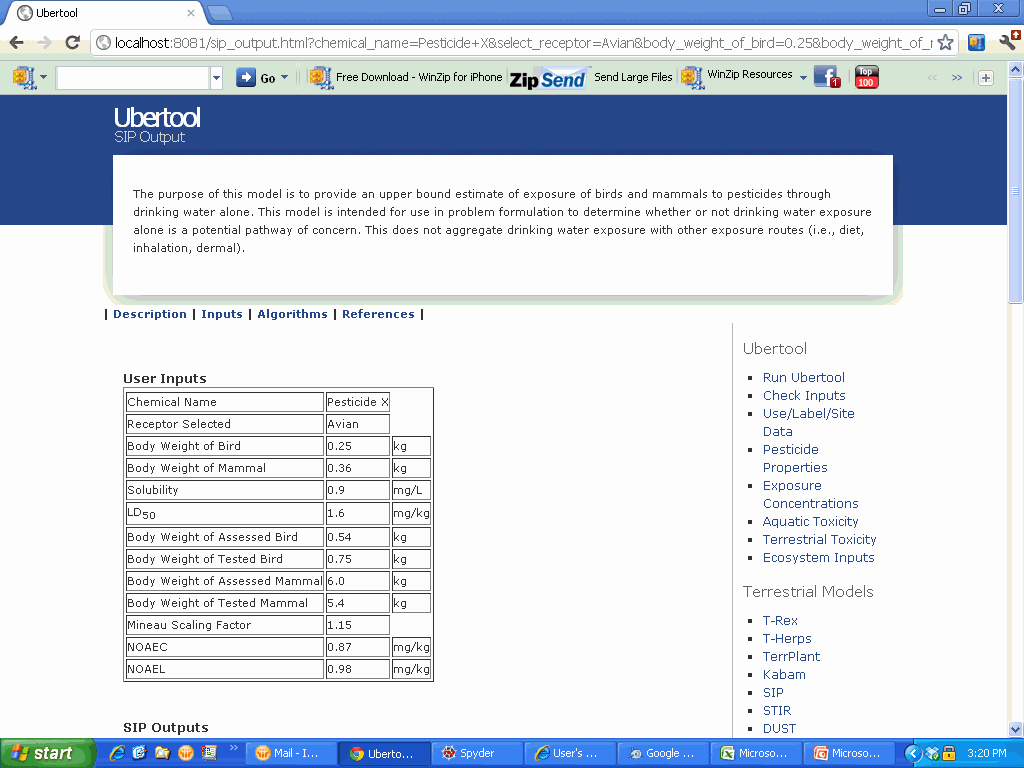 Ubertool
localhost:8081/sip_output.html?chemical_name=Pesticide+X&select_receptor=Avian&body_weight_of_bird=0.25&body_weight_of_r
Go
Free Download - WinZip for iPhone
ZipSend
Send Large Files
WinZip Resources
1
Top
100
Ubertool
SIP Output
The purpose of this model is to provide an upper bound estimate of exposure of birds and mammals to pesticides through
drinking water alone. This model is intended for use in problem formulation to determine whether or not drinking water exposure
alone is a potential pathway of concern. This does not aggregate drinking water exposure with other exposure routes (i.e., diet,
inhalation, dermal).
| Description | Inputs | Algorithms | References |
User Inputs
Chemical Name Pesticide X
Receptor Selected Avian
Body Weight of Bird 0.25 kg
Body Weight of Mammal 0.36 kg
Solubility 0.9 mg/L
LD50 1.6 mg/kg
Body Weight of Assessed Bird 0.54 kg
Body Weight of Tested Bird 0.75 kg
Body Weight of Assessed Mammal 6.0 kg
Body Weight of Tested Mammal 5.4 kg
Mineau Scaling Factor 1.15
NOAEC 0.87 mg/kg
NOAEL 0.98 mg/kg
SIP Outputs
Ubertool
Run Ubertool
Check Inputs
Use/Label/Site
Data
Pesticide
Properties
Exposure
Concentrations
Aquatic Toxicity
Terrestrial Toxicity
Ecosystem Inputs
Terrestrial Models
T-Rex
T-Herps
TerrPlant
Kabam
SIP
STIR
DUST
start
Mail - I...
Uberto...
Spyder
User's ...
Google ...
Microso...
Microso...
3:20 PM